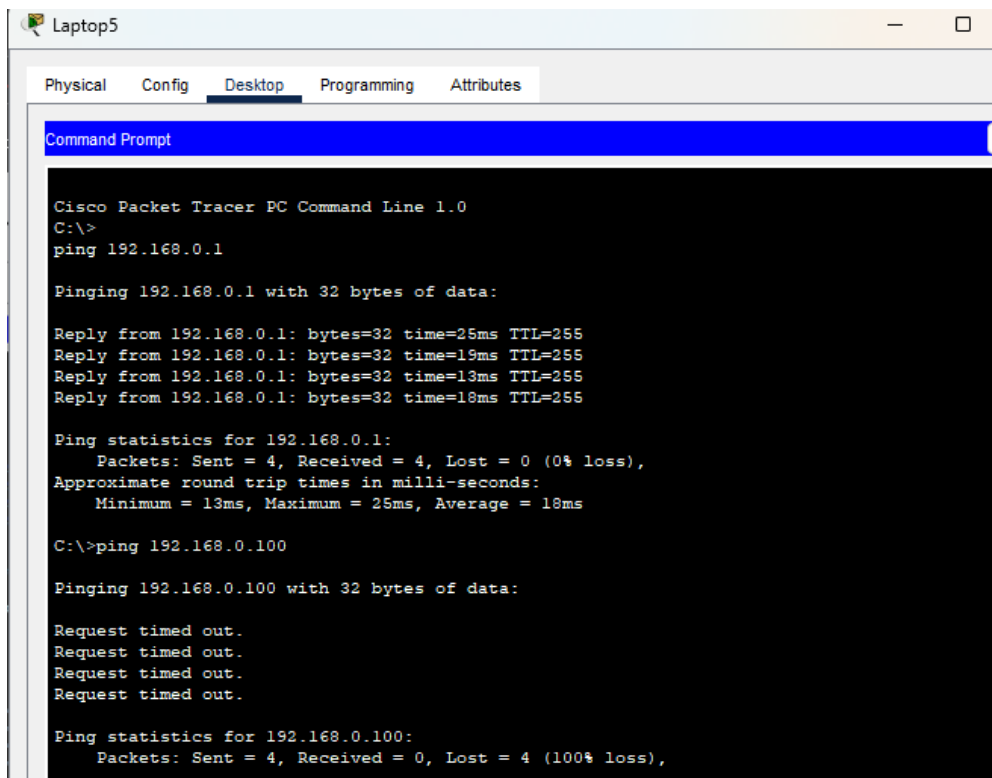 Laptop5
Physical Config Desktop Programming Attributes
Command Prompt
Cisco Packet Tracer PC Command Line 1.0
C:\>
ping 192.168.0.1
Pinging 192.168.0.1 with 32 bytes of data:
Reply from 192.168.0.1: bytes=32 time=25ms TTL=255
Reply from 192.168.0.1: bytes=32 time=19ms TTL=255
Reply from 192.168.0.1: bytes=32 time=13ms TTL=255
Reply from 192.168.0.1: bytes=32 time=18ms TTL=255
Ping statistics for 192.168.0.1:
Packets: Sent = 4, Received = 4, Lost = 0 (0% loss),
Approximate round trip times in milli-seconds:
Minimum = 13ms, Maximum = 25ms, Average = 18ms
C:\>ping 192.168.0.100
Pinging 192.168.0.100 with 32 bytes of data:
Request timed out.
Request timed out.
Request timed out.
Request timed out.
Ping statistics for 192.168.0.100:
Packets: Sent = 4, Received = 0, Lost = 4 (100% loss),